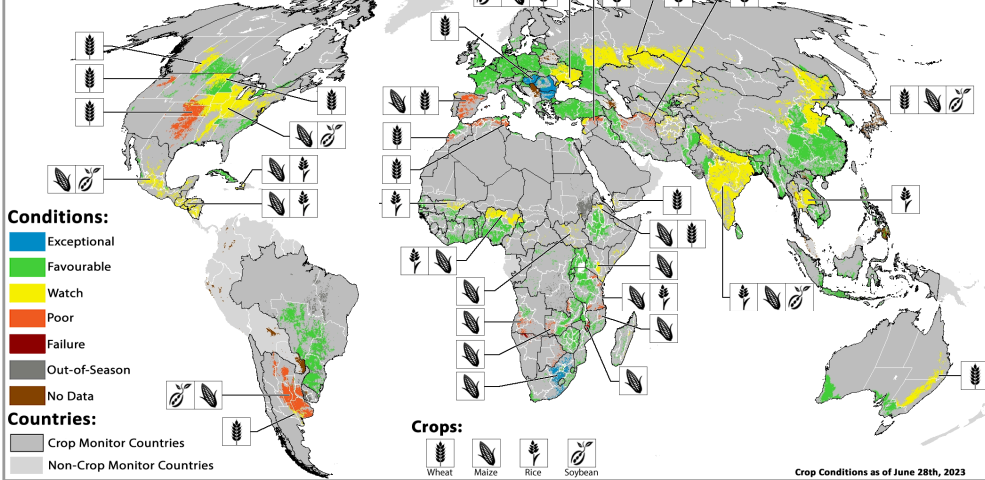 Conditions:
Exceptional
Favourable
Watch
Poor
Failure
Out-of-Season
No Data
Countries:
Crop Monitor Countries
Non-Crop Monitor Countries
Crops:
Wheat
Maize
Rice
Soybean
Crop Conditions as of June 28th, 2023